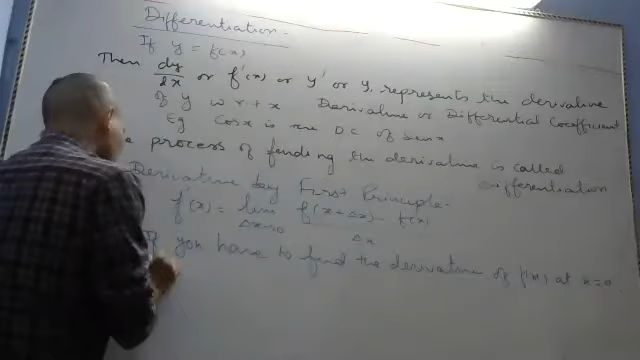 Differentiation
If y = f(x)
Then dy/dx or f'(x) or y' or y₁ represents the derivative
of y w r t x Derivative or Differential Coefficient
Eg Cosx is the D.C of Sinx
process of finding the derivative is called
Differentiation
Derivative by First Principle
f'(x) = lim Δx→0 f(x+Δx) - f(x) / Δx
If you have to find the derivative of f(x) at x=a